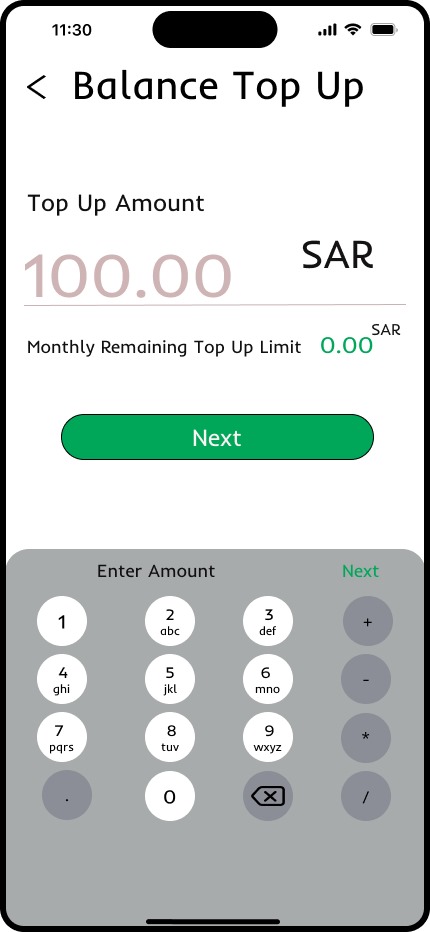 11:30
< Balance Top Up
Top Up Amount
100.00 SAR
Monthly Remaining Top Up Limit 0.00 SAR
Next
Enter Amount Next
1 2 3 +
abc def
4 5 6 -
ghi jkl mno
7 8 9 *
pqrs tuv wxyz
. 0 /